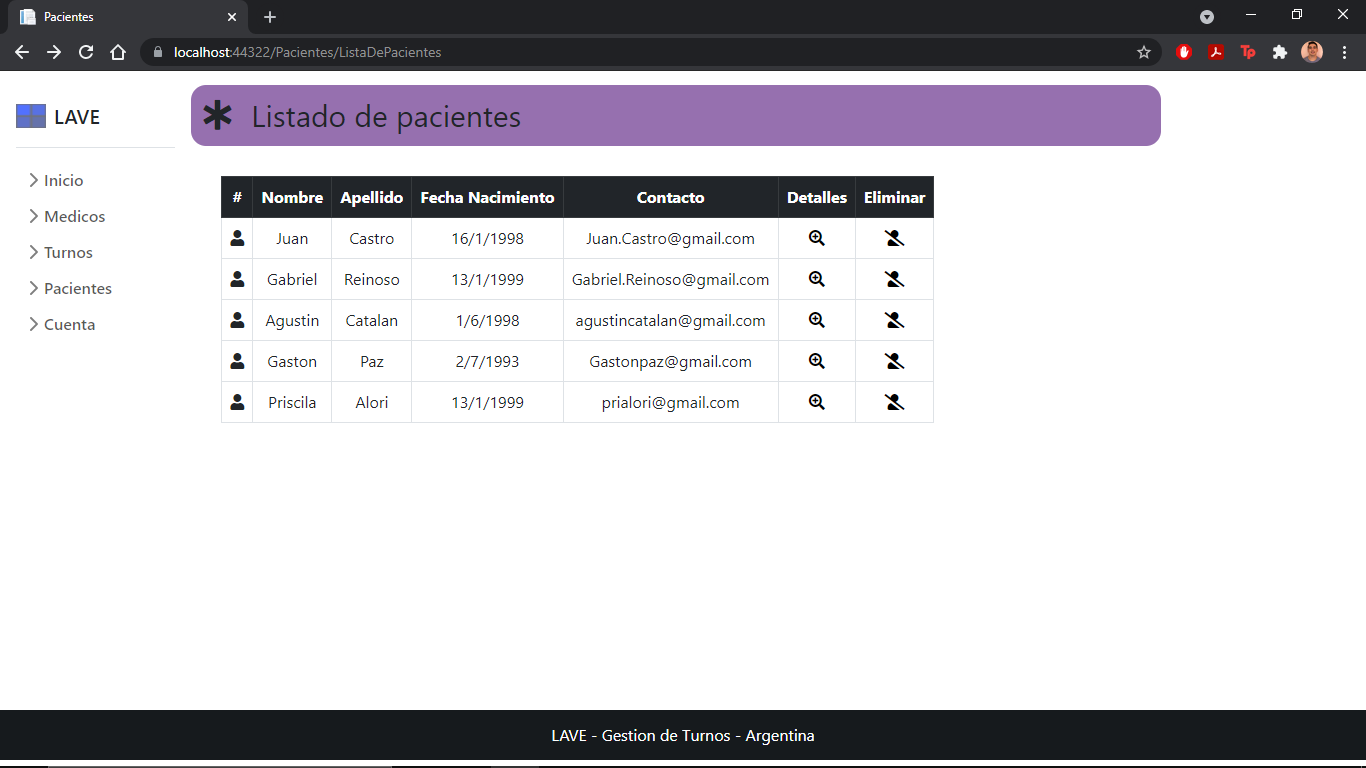 Pacientes
localhost:44322/Pacientes/ListaDePacientes
LAVE
Inicio
Medicos
Turnos
Pacientes
Cuenta
Listado de pacientes
# Nombre Apellido Fecha Nacimiento Contacto Detalles Eliminar
Juan Castro 16/1/1998 Juan.Castro@gmail.com
Gabriel Reinoso 13/1/1999 Gabriel.Reinoso@gmail.com
Agustin Catalan 1/6/1998 agustincatalan@gmail.com
Gaston Paz 2/7/1993 Gastonpaz@gmail.com
Priscila Alori 13/1/1999 prialori@gmail.com
LAVE - Gestion de Turnos - Argentina